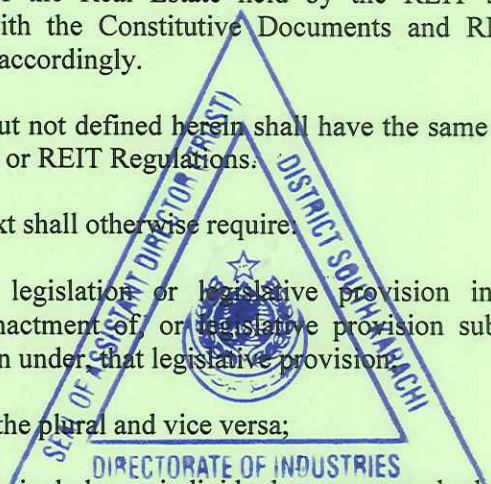 the Real Estate held by the REIT
with the Constitutive Documents and RE
accordingly.
but not defined herein shall have the same
or REIT Regulations.
xt shall otherwise require:
legislation or legislative provision in
nactment of, or legislative provision sub
n under, that legislative provision;
the plural and vice versa;
SEAL OF ASSISTANT DIRECTOR (TRUST)
DISTRICT SOUTH KARACHI
DIRECTORATE OF INDUSTRIES